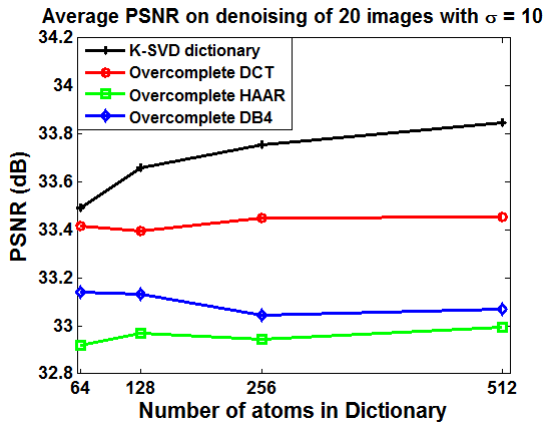 Average PSNR on denoising of 20 images with σ = 10
34.2
34
33.8
33.6
33.4
33.2
33
32.8
PSNR (dB)
K-SVD dictionary
Overcomplete DCT
Overcomplete HAAR
Overcomplete DB4
64 128 256 512
Number of atoms in Dictionary